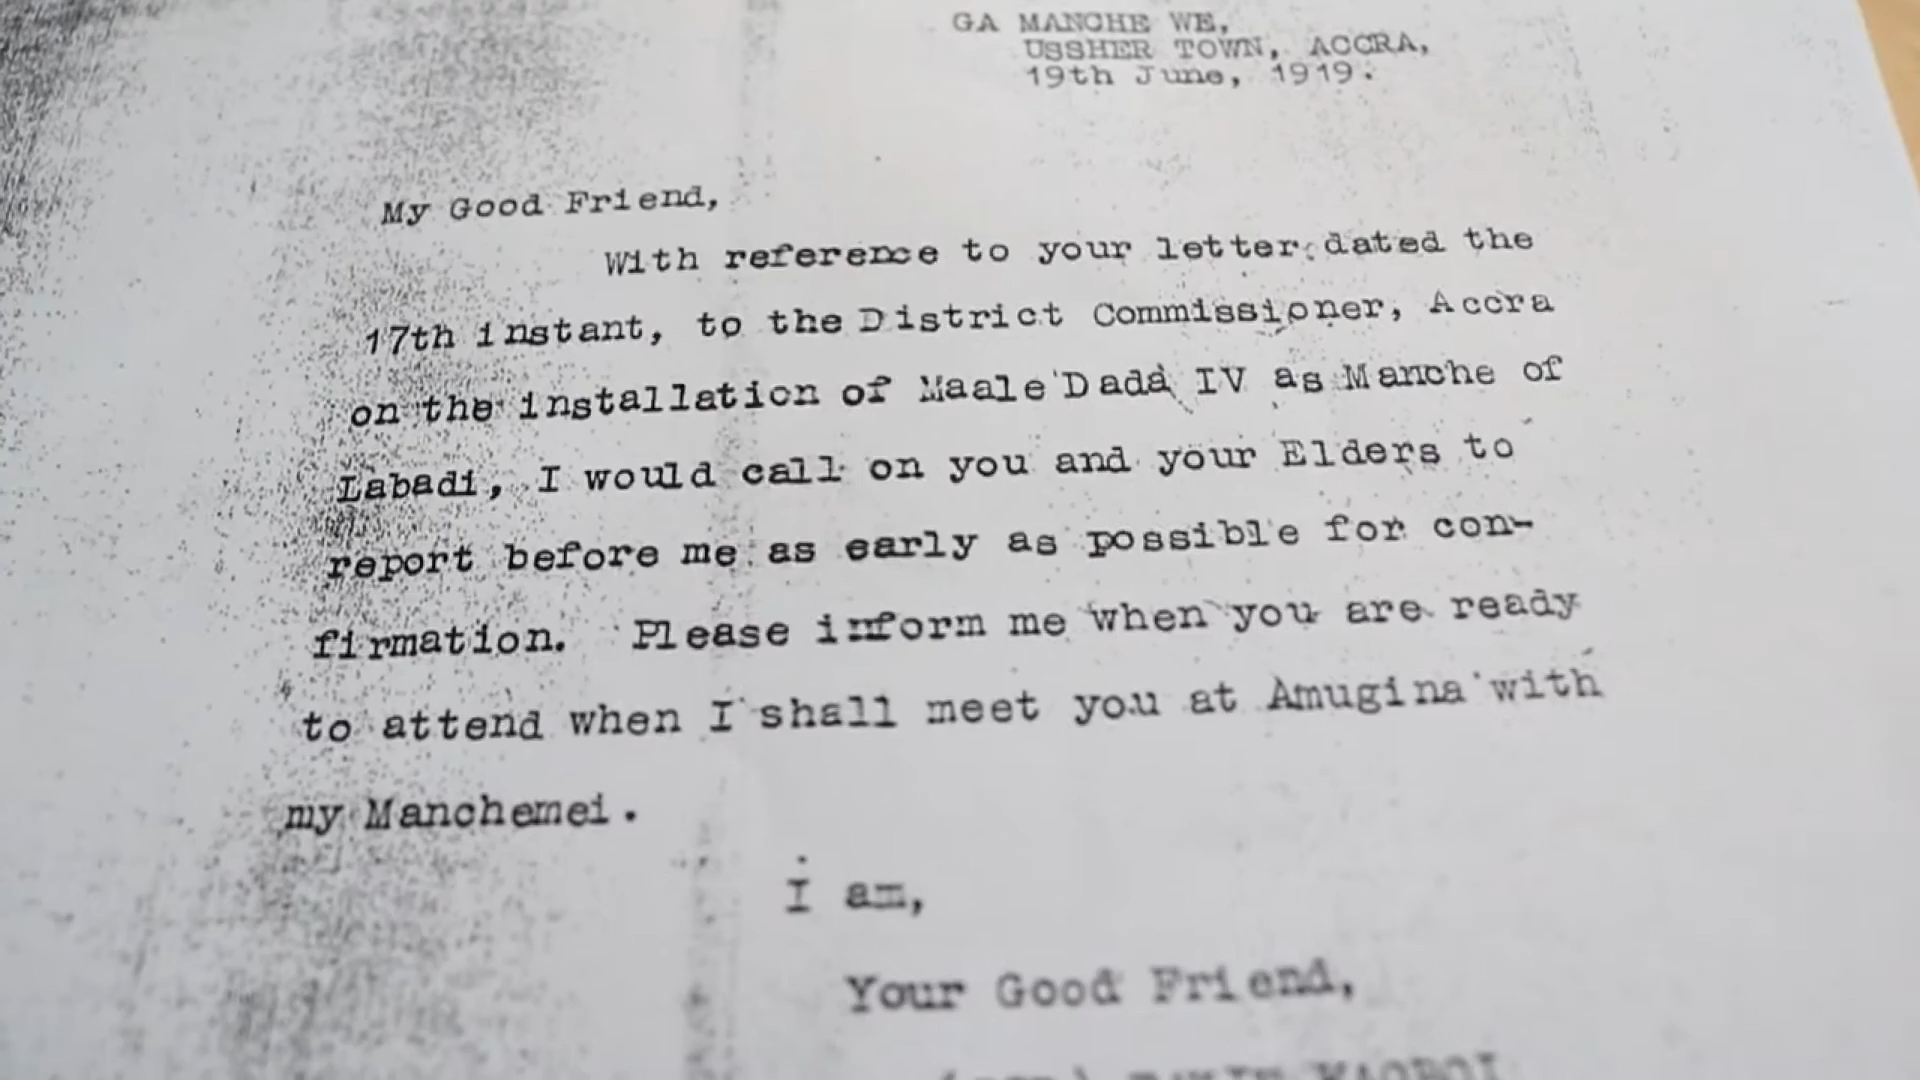 GA MANCHE WE,
USSHER TOWN, ACCRA,
19th June, 1919.
My Good Friend,
With reference to your letter dated the
17th instant, to the District Commissioner, Accra
on the installation of Maale Dada IV as Manche of
Labadi, I would call on you and your Elders to
report before me as early as possible for con-
firmation. Please inform me when you are ready
to attend when I shall meet you at Amugina with
my Manchemei.
I am,
Your Good Friend,